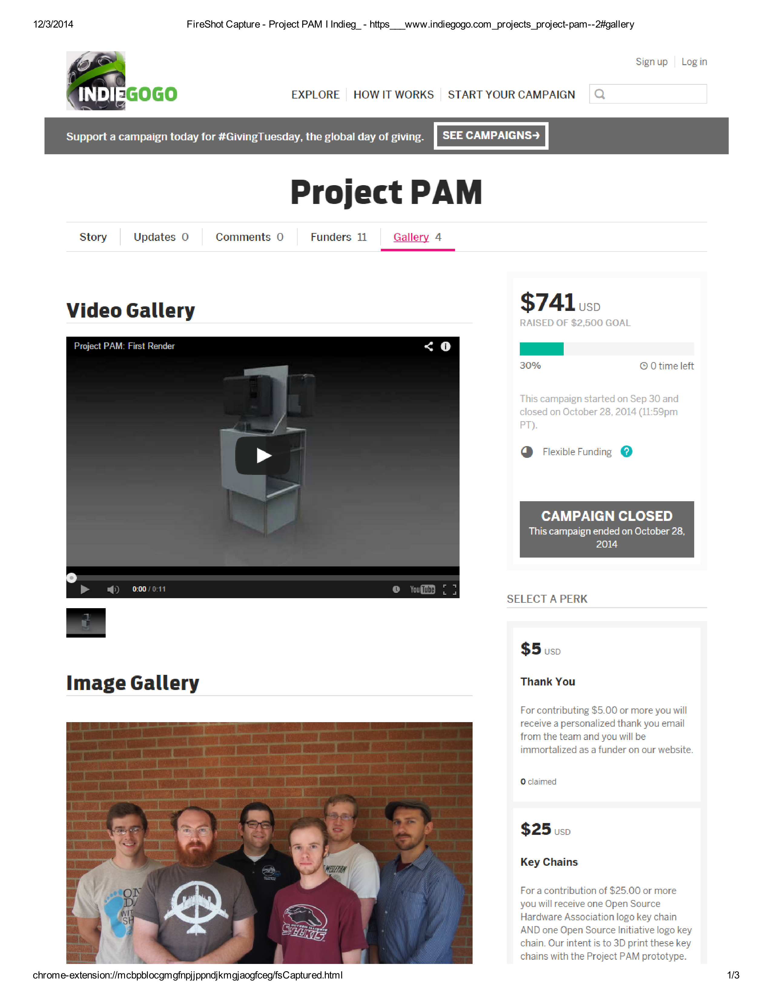 12/3/2014 FireShot Capture - Project PAM I Indieg_ - https___www.indiegogo.com_projects_project-pam--2#gallery
INDIEGOGO
Sign up Log in
EXPLORE HOW IT WORKS START YOUR CAMPAIGN
Support a campaign today for #GivingTuesday, the global day of giving. SEE CAMPAIGNS→
Project PAM
Story Updates 0 Comments 0 Funders 11 Gallery 4
Video Gallery
Project PAM: First Render
0:00 / 0:11
YouTube
Image Gallery
ON
WIT
SH
WESLEYAN
SALUKIS
$741 USD
RAISED OF $2,500 GOAL
30% 0 time left
This campaign started on Sep 30 and
closed on October 28, 2014 (11:59pm
PT).
Flexible Funding ?
CAMPAIGN CLOSED
This campaign ended on October 28,
2014
SELECT A PERK
$5 USD
Thank You
For contributing $5.00 or more you will
receive a personalized thank you email
from the team and you will be
immortalized as a funder on our website.
0 claimed
$25 USD
Key Chains
For a contribution of $25.00 or more
you will receive one Open Source
Hardware Association logo key chain
AND one Open Source Initiative logo key
chain. Our intent is to 3D print these key
chains with the Project PAM prototype.
chrome-extension://mcbpblocgmgfnpjjppndjkmgjaogfceg/fsCaptured.html 1/3